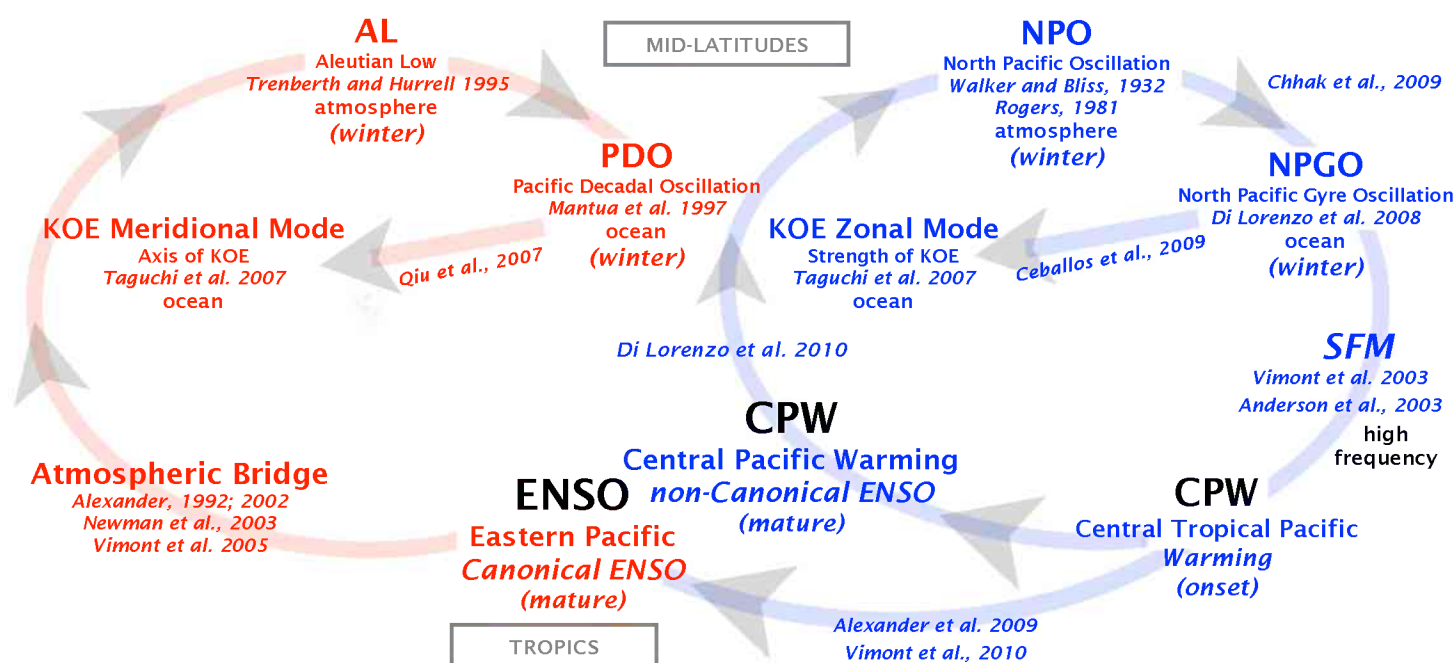 AL
Aleutian Low
Trenberth and Hurrell 1995
atmosphere
(winter)
MID-LATITUDES
NPO
North Pacific Oscillation
Walker and Bliss, 1932
Rogers, 1981
atmosphere
(winter)
Chhak et al., 2009
PDO
Pacific Decadal Oscillation
Mantua et al. 1997
ocean
(winter)
NPGO
North Pacific Gyre Oscillation
Di Lorenzo et al. 2008
ocean
(winter)
KOE Meridional Mode
Axis of KOE
Taguchi et al. 2007
ocean
Qiu et al., 2007
KOE Zonal Mode
Strength of KOE
Taguchi et al. 2007
ocean
Ceballos et al., 2009
Di Lorenzo et al. 2010
SFM
Vimont et al. 2003
Anderson et al., 2003
high
frequency
CPW
Central Pacific Warming
non-Canonical ENSO
(mature)
Atmospheric Bridge
Alexander, 1992; 2002
Newman et al., 2003
Vimont et al. 2005
ENSO
Eastern Pacific
Canonical ENSO
(mature)
CPW
Central Tropical Pacific
Warming
(onset)
Alexander et al. 2009
Vimont et al., 2010
TROPICS